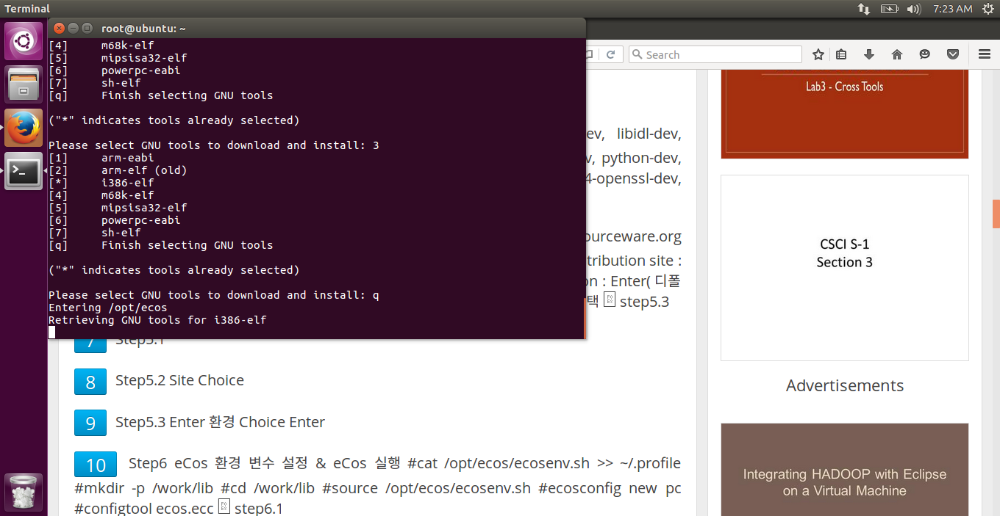 Terminal
7:23 AM
root@ubuntu: ~
[4] m68k-elf
[5] mipsisa32-elf
[6] powerpc-eabi
[7] sh-elf
[q] Finish selecting GNU tools
("*" indicates tools already selected)
Please select GNU tools to download and install: 3
[1] arm-eabi
[2] arm-elf (old)
[*] i386-elf
[4] m68k-elf
[5] mipsisa32-elf
[6] powerpc-eabi
[7] sh-elf
[q] Finish selecting GNU tools
("*" indicates tools already selected)
Please select GNU tools to download and install: q
Entering /opt/ecos
Retrieving GNU tools for i386-elf
Search
libidl-dev,
python-dev,
4-openssl-dev,
ourceware.org
tribution site :
on : Enter( 디폴
택 step5.3
7 Step5.1
8 Step5.2 Site Choice
9 Step5.3 Enter 환경 Choice Enter
10 Step6 eCos 환경 변수 설정 & eCos 실행 #cat /opt/ecos/ecosenv.sh >> ~/.profile
#mkdir -p /work/lib #cd /work/lib #source /opt/ecos/ecosenv.sh #ecosconfig new pc
#configtool ecos.ecc step6.1
Lab3 - Cross Tools
CSCI S-1
Section 3
Advertisements
Integrating HADOOP with Eclipse
on a Virtual Machine